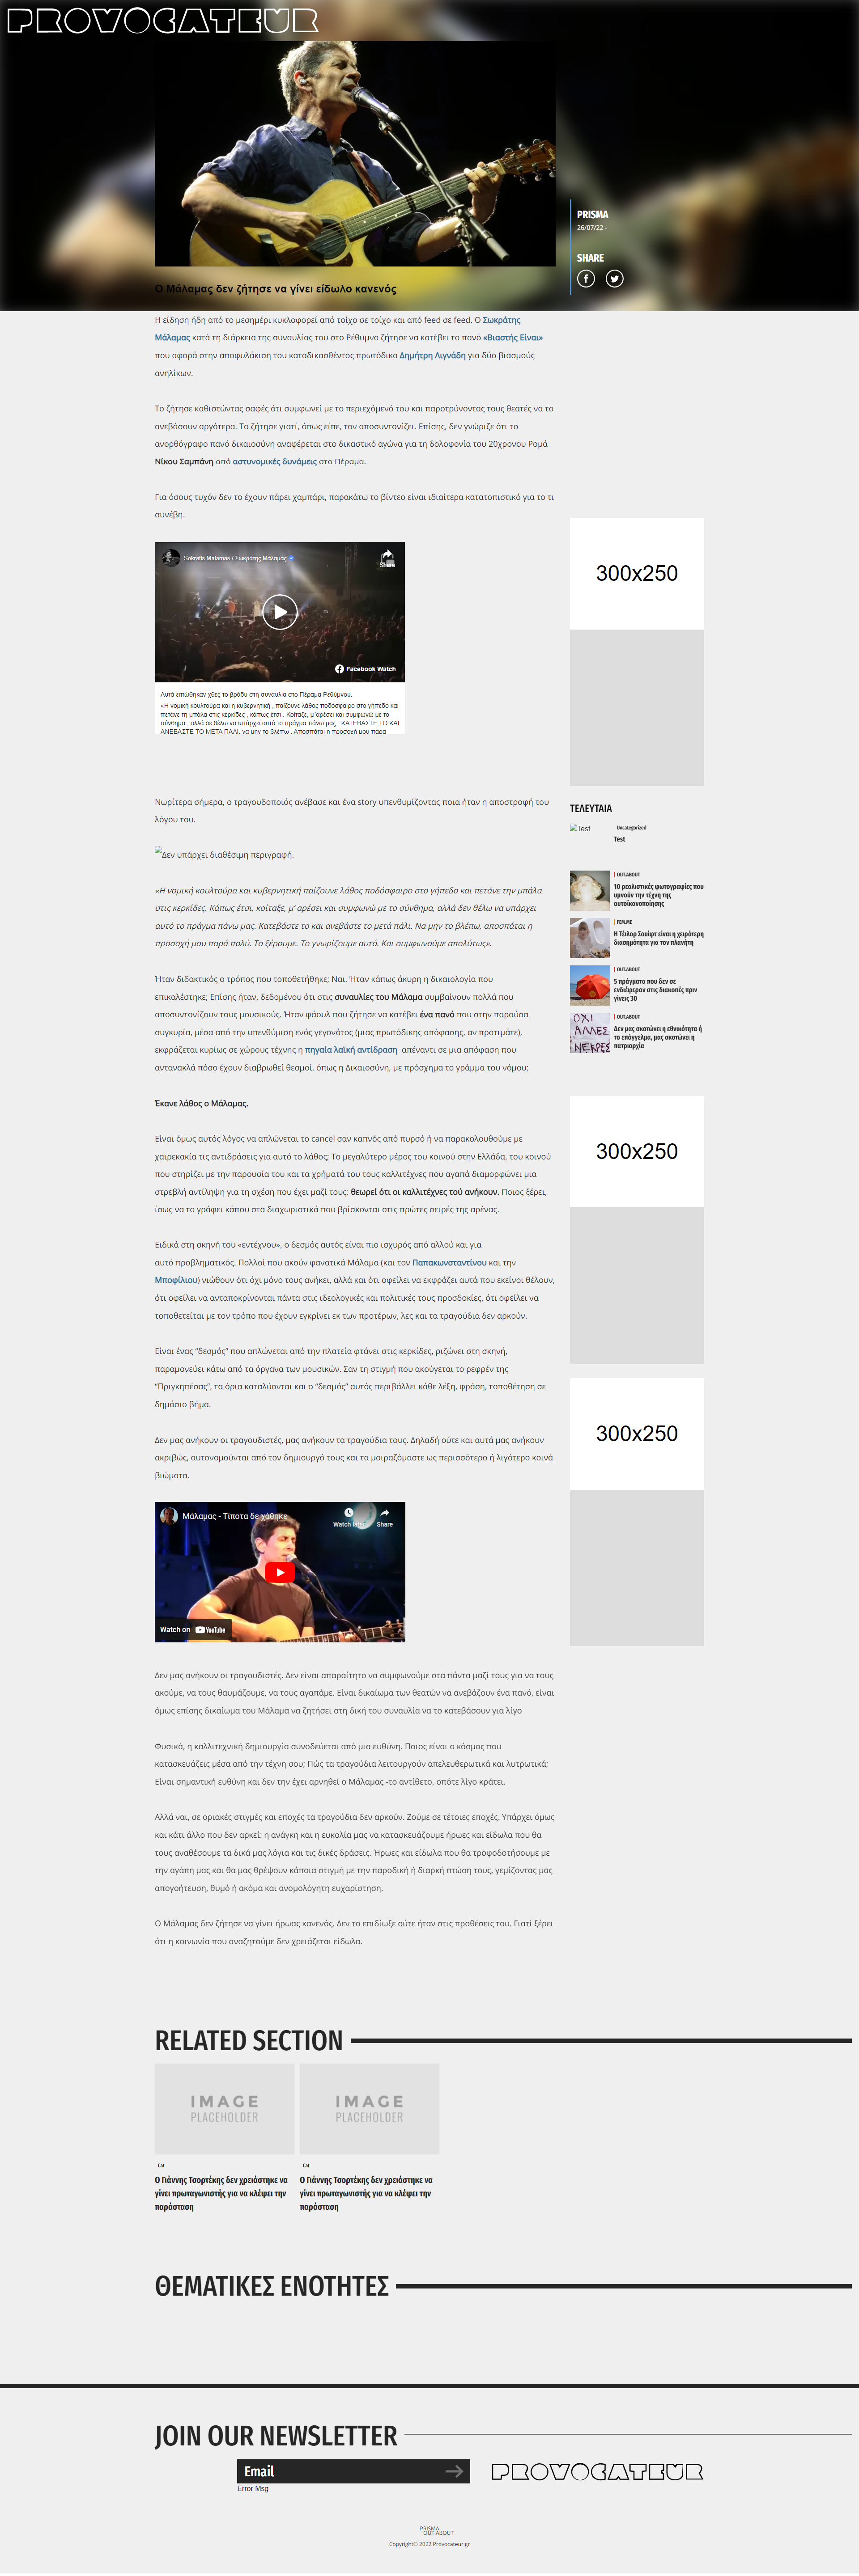 PROVOCATEUR
PRISMA
26/07/22 -
SHARE
Ο Μάλαμας δεν ζήτησε να γίνει είδωλο κανενός
Η είδηση ήδη από το μεσημέρι κυκλοφορεί από τοίχο σε τοίχο και από feed σε feed. Ο Σωκράτης
Μάλαμας κατά τη διάρκεια της συναυλίας του στο Ρέθυμνο ζήτησε να κατέβει το πανό «Βιαστής Είναι»
που αφορά στην αποφυλάκιση του καταδικασθέντος πρωτόδικα Δημήτρη Λιγνάδη για δύο βιασμούς
ανηλίκων.
Το ζήτησε καθιστώντας σαφές ότι συμφωνεί με το περιεχόμενό του και παροτρύνοντας τους θεατές να το
ανεβάσουν αργότερα. Το ζήτησε γιατί, όπως είπε, τον αποσυντονίζει. Επίσης, δεν γνώριζε ότι το
ανορθόγραφο πανό δικαιοσύνη αναφέρεται στο δικαστικό αγώνα για τη δολοφονία του 20χρονου Ρομά
Νίκου Σαμπάνη από αστυνομικές δυνάμεις στο Πέραμα.
Για όσους τυχόν δεν το έχουν πάρει χαμπάρι, παρακάτω το βίντεο είναι ιδιαίτερα κατατοπιστικό για το τι
συνέβη.
Sokratis Malamas / Σωκράτης Μάλαμας
Share
Facebook Watch
Αυτά ειπώθηκαν χθες το βράδυ στη συναυλία στο Πέραμα Ρεθύμνου.
«Η νομική κουλτούρα και η κυβερνητική , παίζουνε λάθος ποδόσφαιρο στο γήπεδο και
πετάνε τη μπάλα στις κερκίδες , κάπως έτσι . Κοίταξε, μ΄αρέσει και συμφωνώ με το
σύνθημα , αλλά δε θέλω να υπάρχει αυτό το πράγμα πάνω μας . ΚΑΤΕΒΑΣΤΕ ΤΟ ΚΑΙ
ΑΝΕΒΑΣΤΕ ΤΟ ΜΕΤΑ ΠΑΛΙ, να μην το βλέπω . Αποσπάται η προσοχή μου πάρα
300x250
ΤΕΛΕΥΤΑΙΑ
Test
Uncategorized
Test
OUT.ABOUT
10 ρεαλιστικές φωτογραφίες που
υμνούν την τέχνη της
αυτοϊκανοποίησης
FEM.ME
Η Τέιλορ Σουίφτ είναι η χειρότερη
διασημότητα για τον πλανήτη
OUT.ABOUT
5 πράγματα που δεν σε
ενδιέφεραν στις διακοπές πριν
γίνεις 30
OUT.ABOUT
ΟΧΙ
ΑΛΛΕΣ
ΝΕΚΡΕΣ
Δεν μας σκοτώνει η εθνικότητα ή
το επάγγελμα, μας σκοτώνει η
πατριαρχία
300x250
300x250
Νωρίτερα σήμερα, ο τραγουδοποιός ανέβασε και ένα story υπενθυμίζοντας ποια ήταν η αποστροφή του
λόγου του.
Δεν υπάρχει διαθέσιμη περιγραφή.
«Η νομική κουλτούρα και η κυβερνητική παίζουνε λάθος ποδόσφαιρο στο γήπεδο και πετάνε την μπάλα
στις κερκίδες. Κάπως έτσι, κοίταξε, μ' αρέσει και συμφωνώ με το σύνθημα, αλλά δεν θέλω να υπάρχει
αυτό το πράγμα πάνω μας. Κατεβάστε το και ανεβάστε το μετά πάλι. Να μην το βλέπω, αποσπάται η
προσοχή μου παρά πολύ. Το ξέρουμε. Το γνωρίζουμε αυτό. Και συμφωνούμε απολύτως».
Ήταν διδακτικός ο τρόπος που τοποθετήθηκε; Ναι. Ήταν κάπως άκυρη η δικαιολογία που
επικαλέστηκε; Επίσης ήταν, δεδομένου ότι στις συναυλίες του Μάλαμα συμβαίνουν πολλά που
αποσυντονίζουν τους μουσικούς. Ήταν φάουλ που ζήτησε να κατέβει ένα πανό που στην παρούσα
συγκυρία, μέσα από την υπενθύμιση ενός γεγονότος (μιας πρωτόδικης απόφασης, αν προτιμάτε),
εκφράζεται κυρίως σε χώρους τέχνης η πηγαία λαϊκή αντίδραση απέναντι σε μια απόφαση που
αντανακλά πόσο έχουν διαβρωθεί θεσμοί, όπως η Δικαιοσύνη, με πρόσχημα το γράμμα του νόμου;
Έκανε λάθος ο Μάλαμας.
Είναι όμως αυτός λόγος να απλώνεται το cancel σαν καπνός από πυρσό ή να παρακολουθούμε με
χαιρεκακία τις αντιδράσεις για αυτό το λάθος; Το μεγαλύτερο μέρος του κοινού στην Ελλάδα, του κοινού
που στηρίζει με την παρουσία του και τα χρήματά του τους καλλιτέχνες που αγαπά διαμορφώνει μια
στρεβλή αντίληψη για τη σχέση που έχει μαζί τους: θεωρεί ότι οι καλλιτέχνες τού ανήκουν. Ποιος ξέρει,
ίσως να το γράφει κάπου στα διαχωριστικά που βρίσκονται στις πρώτες σειρές της αρένας.
Ειδικά στη σκηνή του «εντέχνου», ο δεσμός αυτός είναι πιο ισχυρός από αλλού και για
αυτό προβληματικός. Πολλοί που ακούν φανατικά Μάλαμα (και τον Παπακωνσταντίνου και την
Μποφίλιου) νιώθουν ότι όχι μόνο τους ανήκει, αλλά και ότι οφείλει να εκφράζει αυτά που εκείνοι θέλουν,
ότι οφείλει να ανταποκρίνονται πάντα στις ιδεολογικές και πολιτικές τους προσδοκίες, ότι οφείλει να
τοποθετείται με τον τρόπο που έχουν εγκρίνει εκ των προτέρων, λες και τα τραγούδια δεν αρκούν.
Είναι ένας "δεσμός" που απλώνεται από την πλατεία φτάνει στις κερκίδες, ριζώνει στη σκηνή,
παραμονεύει κάτω από τα όργανα των μουσικών. Σαν τη στιγμή που ακούγεται το ρεφρέν της
"Πριγκηπέσας", τα όρια καταλύονται και ο "δεσμός" αυτός περιβάλλει κάθε λέξη, φράση, τοποθέτηση σε
δημόσιο βήμα.
Δεν μας ανήκουν οι τραγουδιστές, μας ανήκουν τα τραγούδια τους. Δηλαδή ούτε και αυτά μας ανήκουν
ακριβώς, αυτονομούνται από τον δημιουργό τους και τα μοιραζόμαστε ως περισσότερο ή λιγότερο κοινά
βιώματα.
Μάλαμας - Τίποτα δε χάθηκε
Watch later
Share
Watch on YouTube
Δεν μας ανήκουν οι τραγουδιστές. Δεν είναι απαραίτητο να συμφωνούμε στα πάντα μαζί τους για να τους
ακούμε, να τους θαυμάζουμε, να τους αγαπάμε. Είναι δικαίωμα των θεατών να ανεβάζουν ένα πανό, είναι
όμως επίσης δικαίωμα του Μάλαμα να ζητήσει στη δική του συναυλία να το κατεβάσουν για λίγο
Φυσικά, η καλλιτεχνική δημιουργία συνοδεύεται από μια ευθύνη. Ποιος είναι ο κόσμος που
κατασκευάζεις μέσα από την τέχνη σου; Πώς τα τραγούδια λειτουργούν απελευθερωτικά και λυτρωτικά;
Είναι σημαντική ευθύνη και δεν την έχει αρνηθεί ο Μάλαμας -το αντίθετο, οπότε λίγο κράτει.
Αλλά ναι, σε οριακές στιγμές και εποχές τα τραγούδια δεν αρκούν. Ζούμε σε τέτοιες εποχές. Υπάρχει όμως
και κάτι άλλο που δεν αρκεί: η ανάγκη και η ευκολία μας να κατασκευάζουμε ήρωες και είδωλα που θα
τους αναθέσουμε τα δικά μας λόγια και τις δικές δράσεις. Ήρωες και είδωλα που θα τροφοδοτήσουμε με
την αγάπη μας και θα μας θρέψουν κάποια στιγμή με την παροδική ή διαρκή πτώση τους, γεμίζοντας μας
απογοήτευση, θυμό ή ακόμα και ανομολόγητη ευχαρίστηση.
Ο Μάλαμας δεν ζήτησε να γίνει ήρωας κανενός. Δεν το επιδίωξε ούτε ήταν στις προθέσεις του. Γιατί ξέρει
ότι η κοινωνία που αναζητούμε δεν χρειάζεται είδωλα.
RELATED SECTION
IMAGE
PLACEHOLDER
Cat
Ο Γιάννης Τσορτέκης δεν χρειάστηκε να
γίνει πρωταγωνιστής για να κλέψει την
παράσταση
IMAGE
PLACEHOLDER
Cat
Ο Γιάννης Τσορτέκης δεν χρειάστηκε να
γίνει πρωταγωνιστής για να κλέψει την
παράσταση
ΘΕΜΑΤΙΚΕΣ ΕΝΟΤΗΤΕΣ
JOIN OUR NEWSLETTER
Email
Error Msg
PROVOCATEUR
PRISMA
OUT.ABOUT
Copyright© 2022 Provocateur.gr